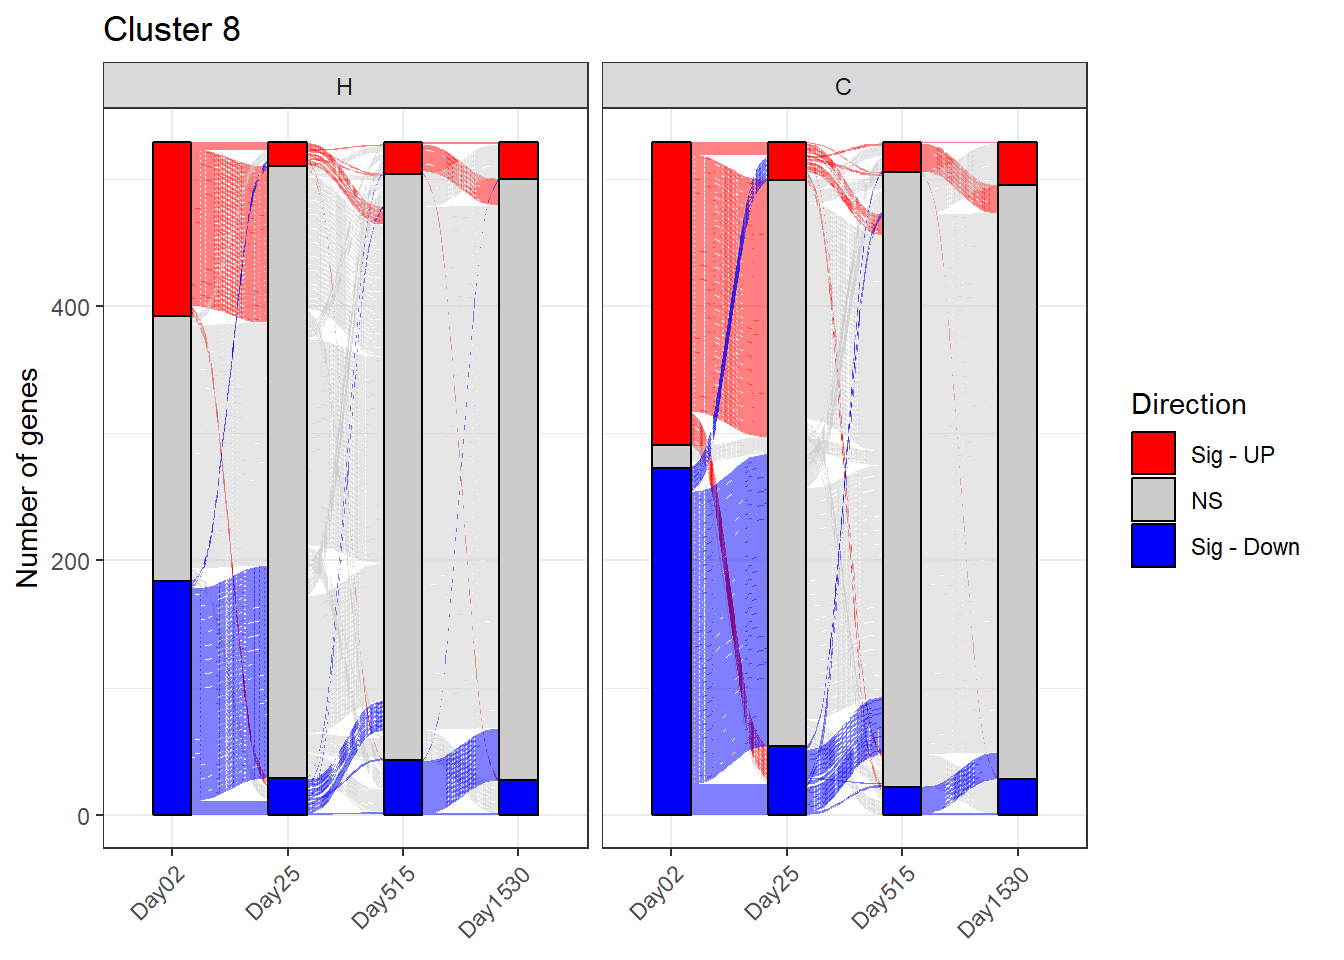 Cluster 8
H
C
Number of genes
400
200
0
Day02
Day25
Day515
Day1530
Day02
Day25
Day515
Day1530
Direction
Sig - UP
NS
Sig - Down